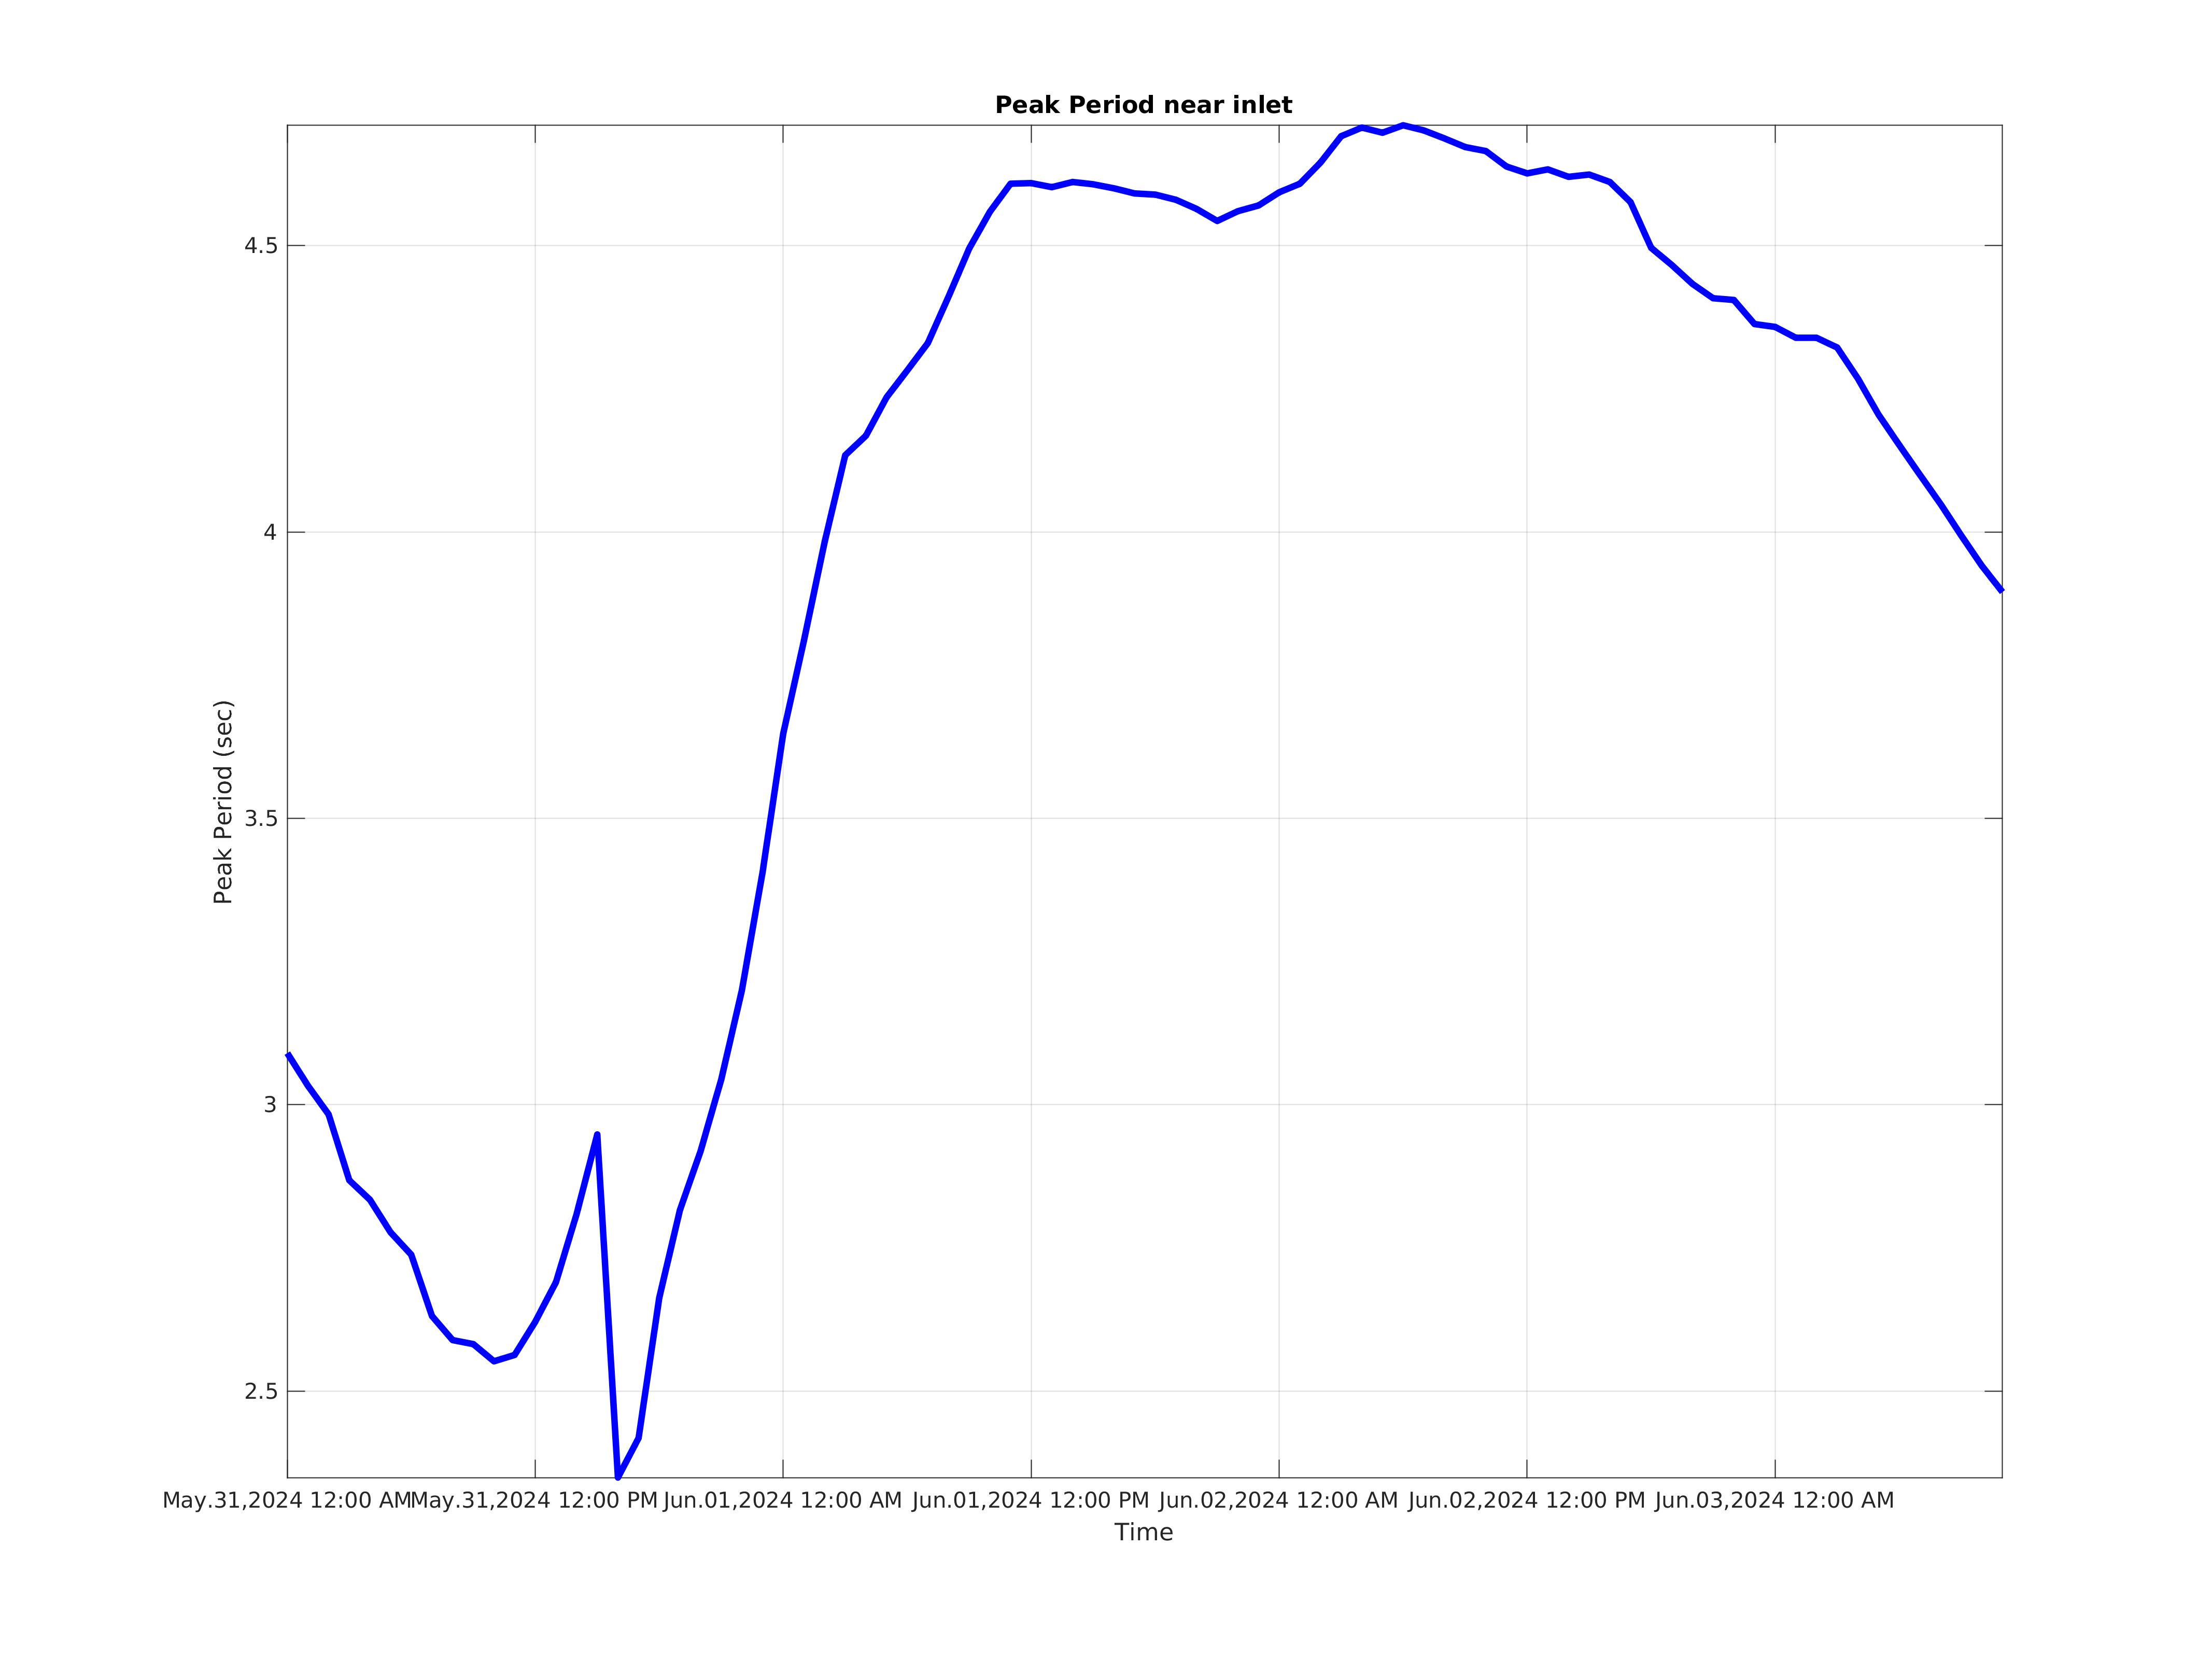 Peak Period near inlet
4.5
4
3.5
3
2.5
Peak Period (sec)
May.31,2024 12:00 AM May.31,2024 12:00 PM Jun.01,2024 12:00 AM Jun.01,2024 12:00 PM Jun.02,2024 12:00 AM Jun.02,2024 12:00 PM Jun.03,2024 12:00 AM
Time